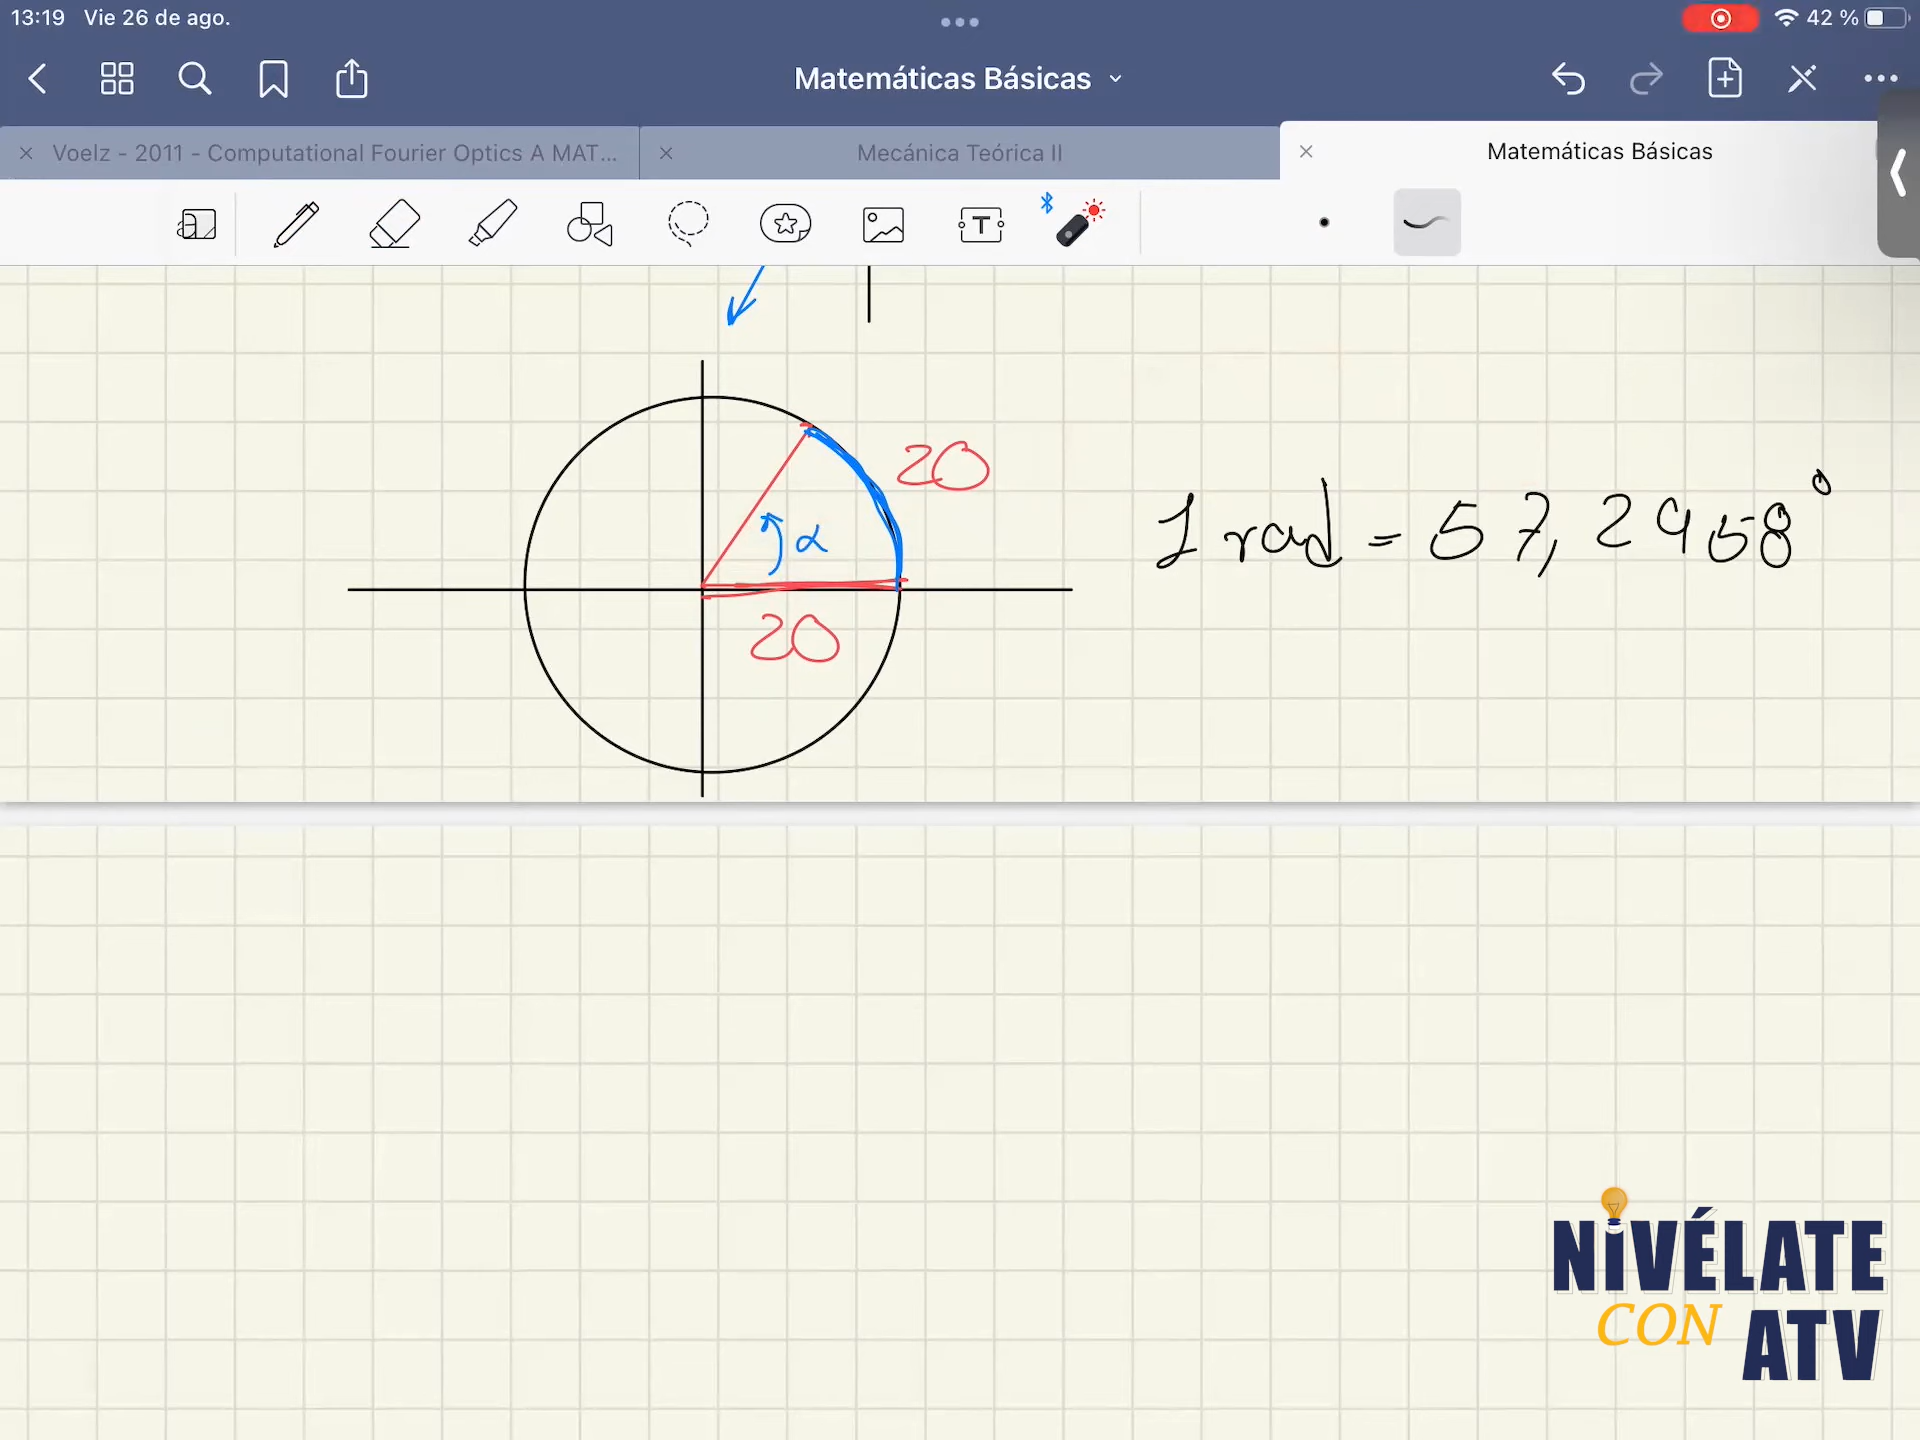 13:19 Vie 26 de ago.
42 %
Matemáticas Básicas
Voelz - 2011 - Computational Fourier Optics A MAT...
Mecánica Teórica II
Matemáticas Básicas
T
20
α
20
1 rad = 57,2958°
NIVÉLATE
CON
ATV